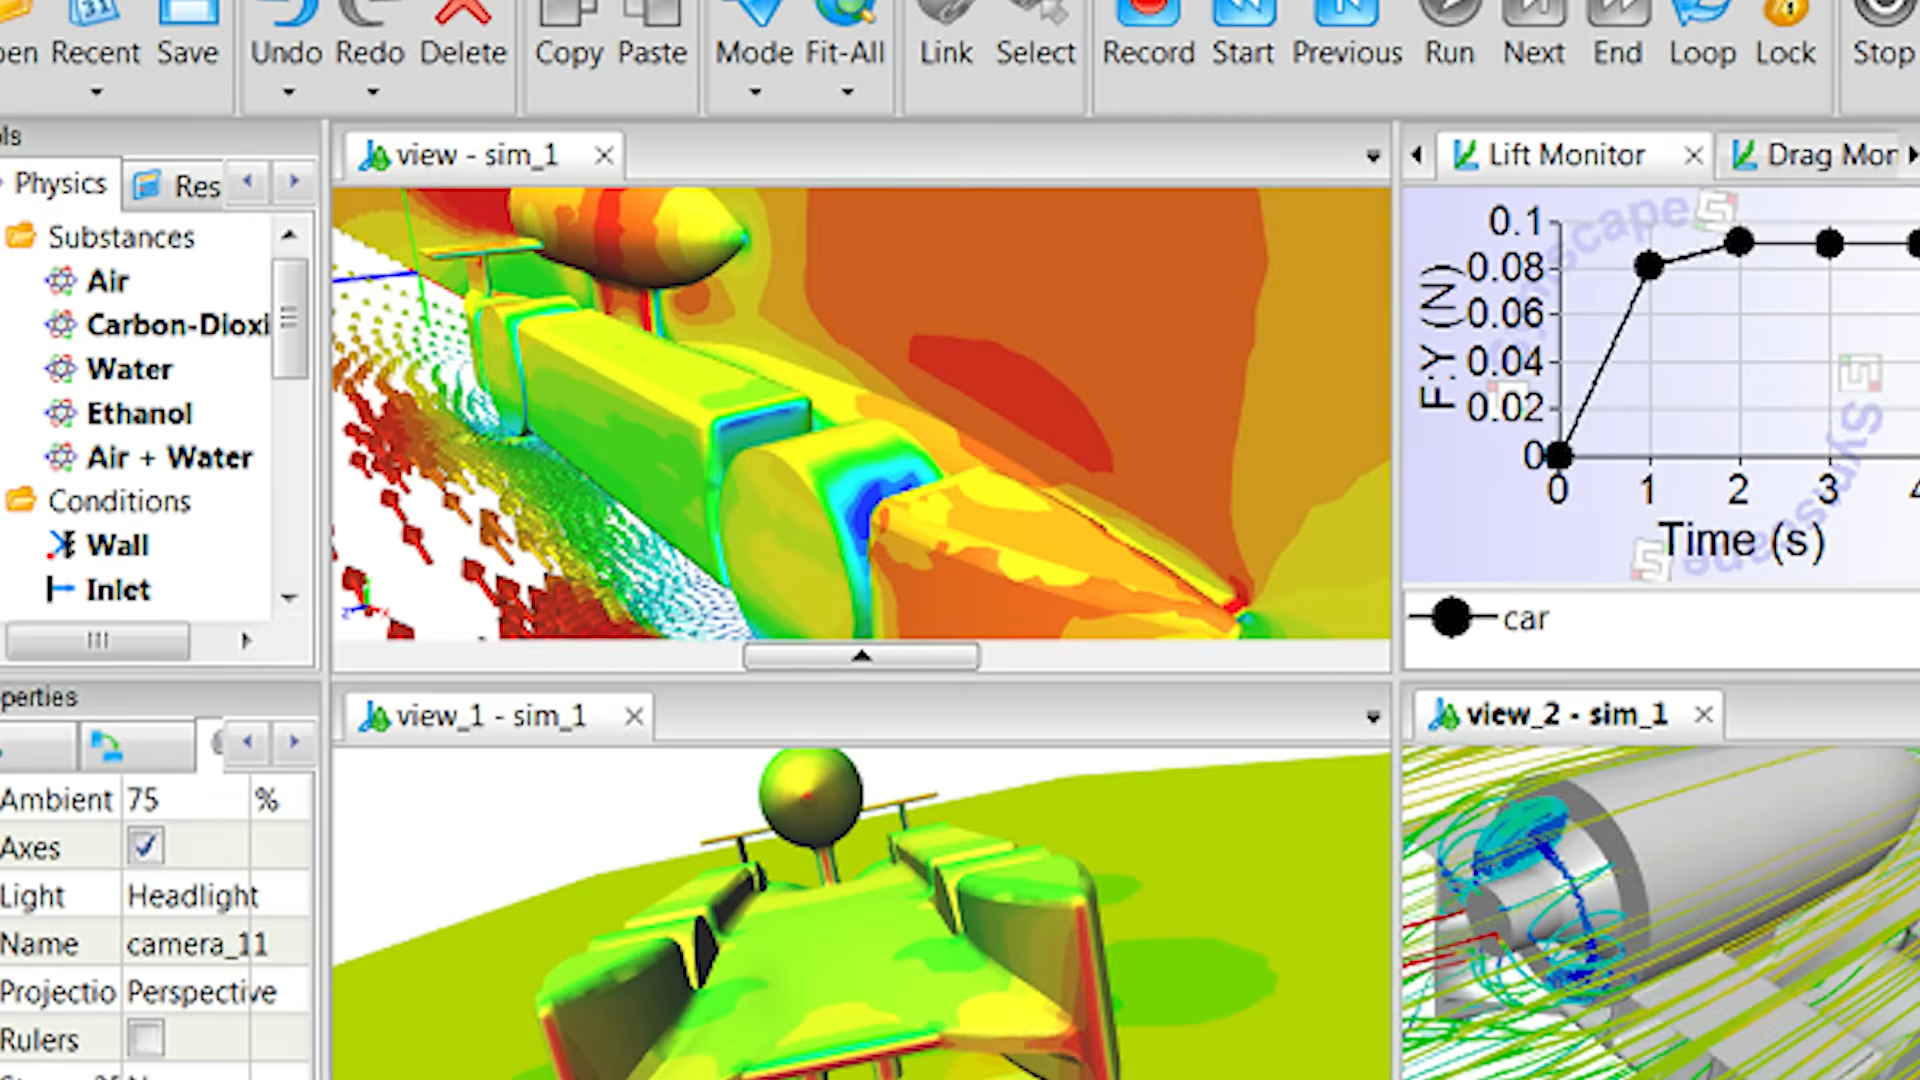 en Recent Save Undo Redo Delete Copy Paste Mode Fit-All Link Select Record Start Previous Run Next End Loop Lock Stop
31
ls
Physics Res
Substances
Air
Carbon-Dioxi
Water
Ethanol
Air + Water
Conditions
Wall
Inlet
view - sim_1
Lift Monitor Drag Mon
F:Y (N)
0.1
0.08
0.06
0.04
0.02
0
0 1 2 3 4
Time (s)
car
scape
Symscape
perties
Ambient 75 %
Axes
Light Headlight
Name camera_11
Projectio Perspective
Rulers
view_1 - sim_1
view_2 - sim_1